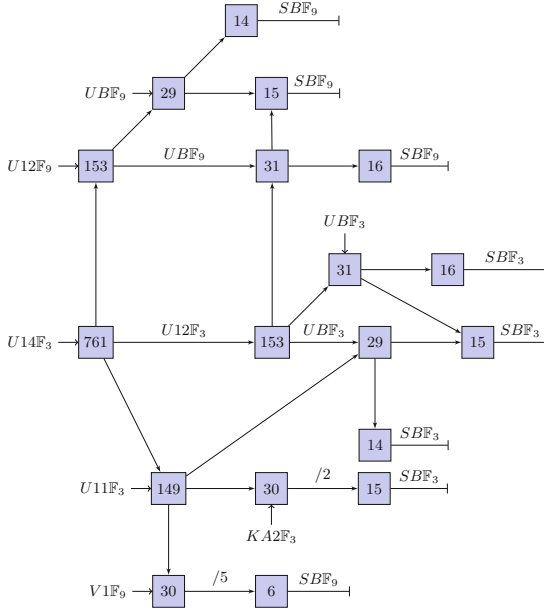 14 SB𝔽₉
UB𝔽₉ 29 15 SB𝔽₉
U12𝔽₉ 153 UB𝔽₉ 31 16 SB𝔽₉
UB𝔽₃
31 16 SB𝔽₃
U14𝔽₃ 761 U12𝔽₃ 153 UB𝔽₃ 29 15 SB𝔽₃
14 SB𝔽₃
U11𝔽₃ 149 30 /2 15 SB𝔽₃
KA2𝔽₃
V1𝔽₉ 30 /5 6 SB𝔽₉